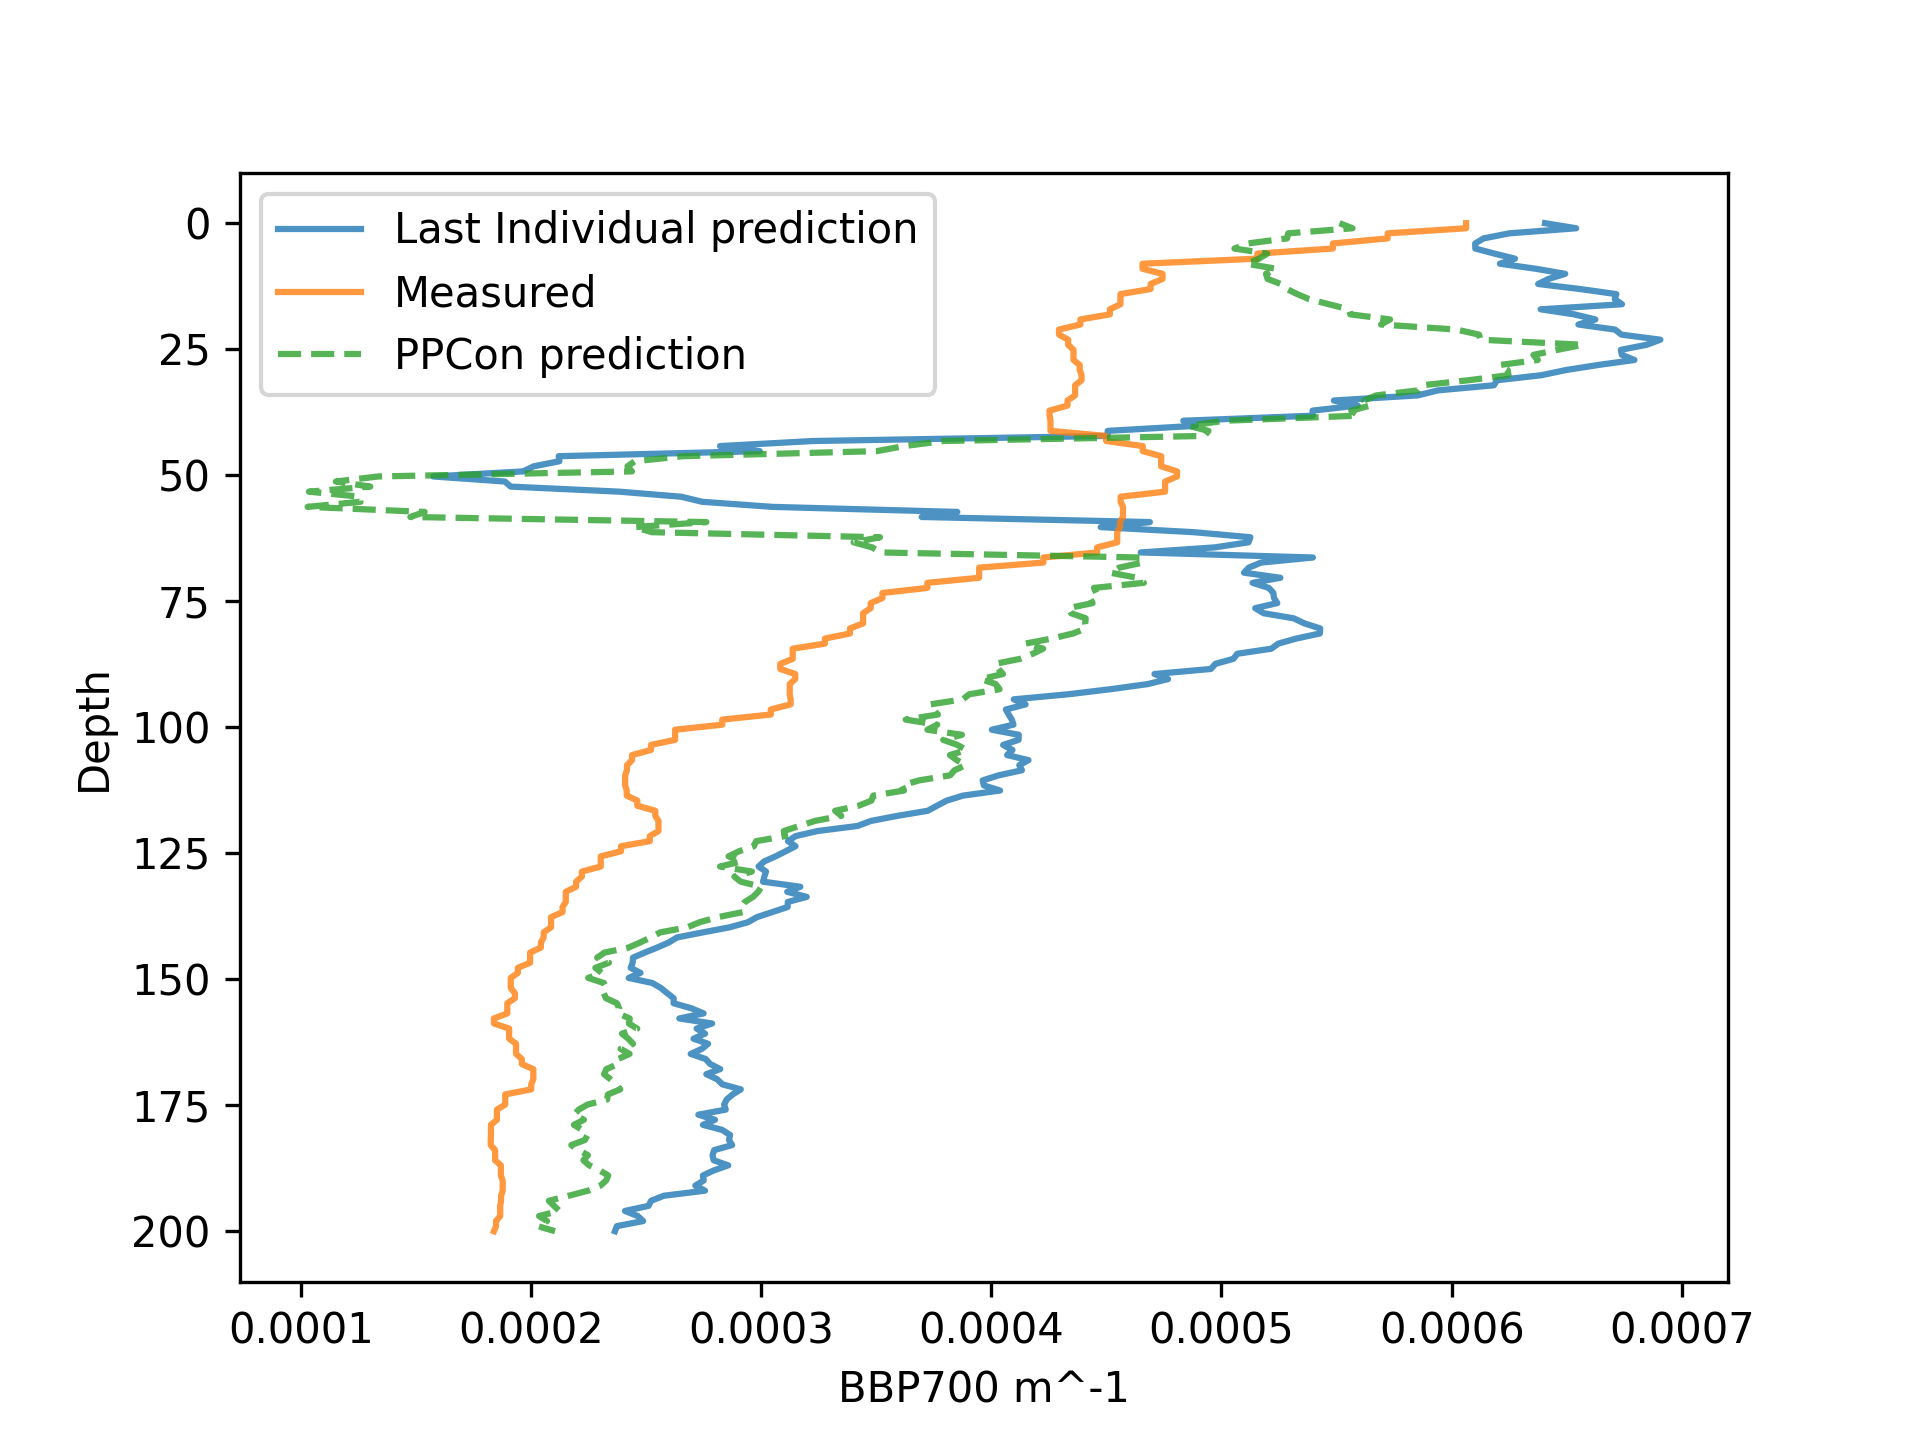 Last Individual prediction
Measured
PPCon prediction
0
25
50
75
100
125
150
175
200
Depth
0.0001 0.0002 0.0003 0.0004 0.0005 0.0006 0.0007
BBP700 m^-1